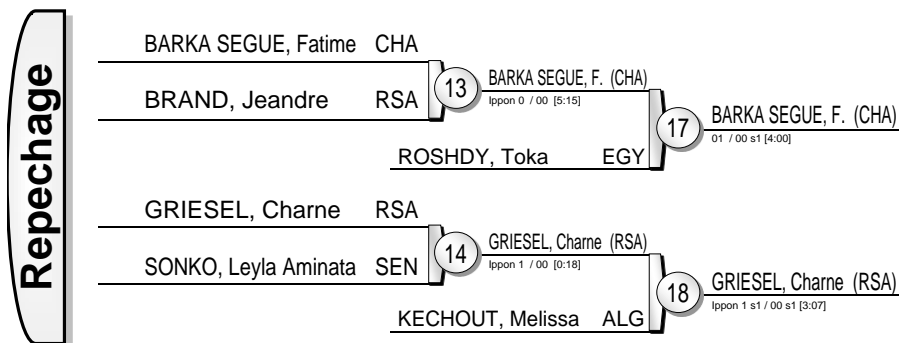 Repechage
BARKA SEGUE, Fatime CHA
BRAND, Jeandre RSA
13
BARKA SEGUE, F. (CHA)
Ippon 0 / 00 [5:15]
ROSHDY, Toka EGY
17
BARKA SEGUE, F. (CHA)
01 / 00 s1 [4:00]
GRIESEL, Charne RSA
SONKO, Leyla Aminata SEN
14
GRIESEL, Charne (RSA)
Ippon 1 / 00 [0:18]
KECHOUT, Melissa ALG
18
GRIESEL, Charne (RSA)
Ippon 1 s1 / 00 s1 [3:07]